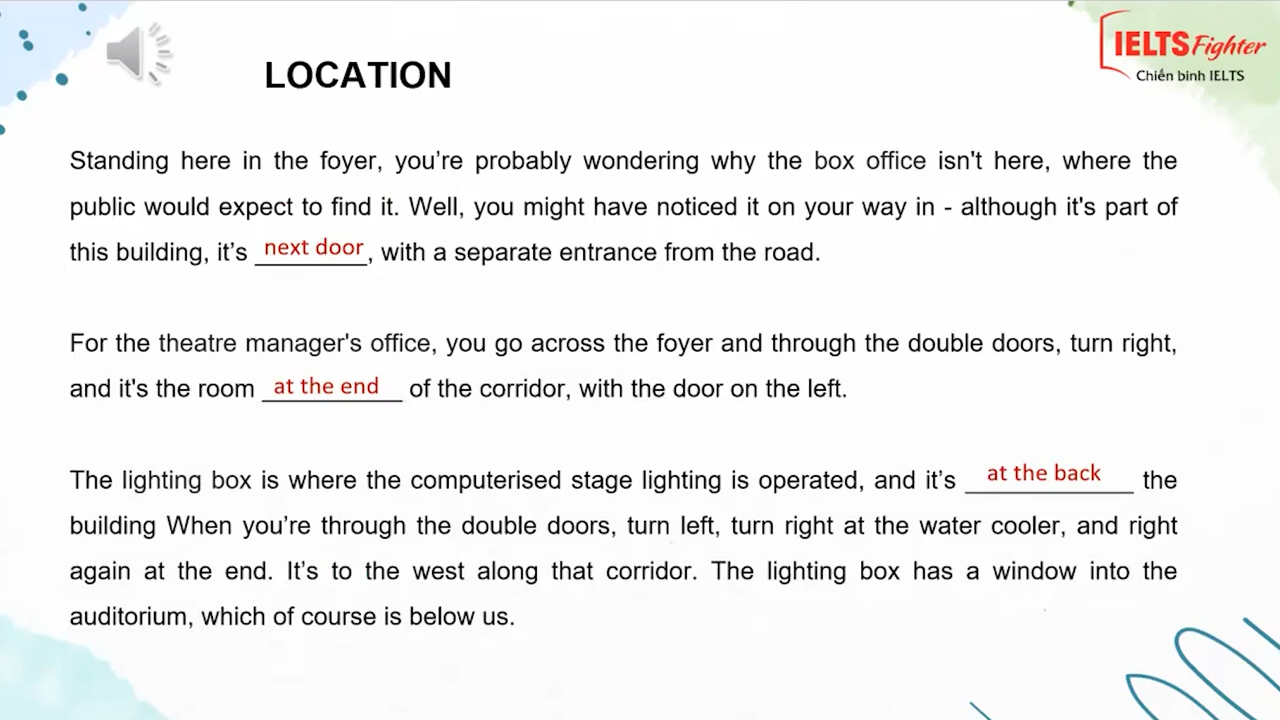 IELTS Fighter
Chiến binh IELTS
LOCATION
Standing here in the foyer, you’re probably wondering why the box office isn't here, where the
public would expect to find it. Well, you might have noticed it on your way in - although it's part of
this building, it’s next door, with a separate entrance from the road.
For the theatre manager's office, you go across the foyer and through the double doors, turn right,
and it's the room at the end of the corridor, with the door on the left.
The lighting box is where the computerised stage lighting is operated, and it’s at the back the
building When you’re through the double doors, turn left, turn right at the water cooler, and right
again at the end. It’s to the west along that corridor. The lighting box has a window into the
auditorium, which of course is below us.